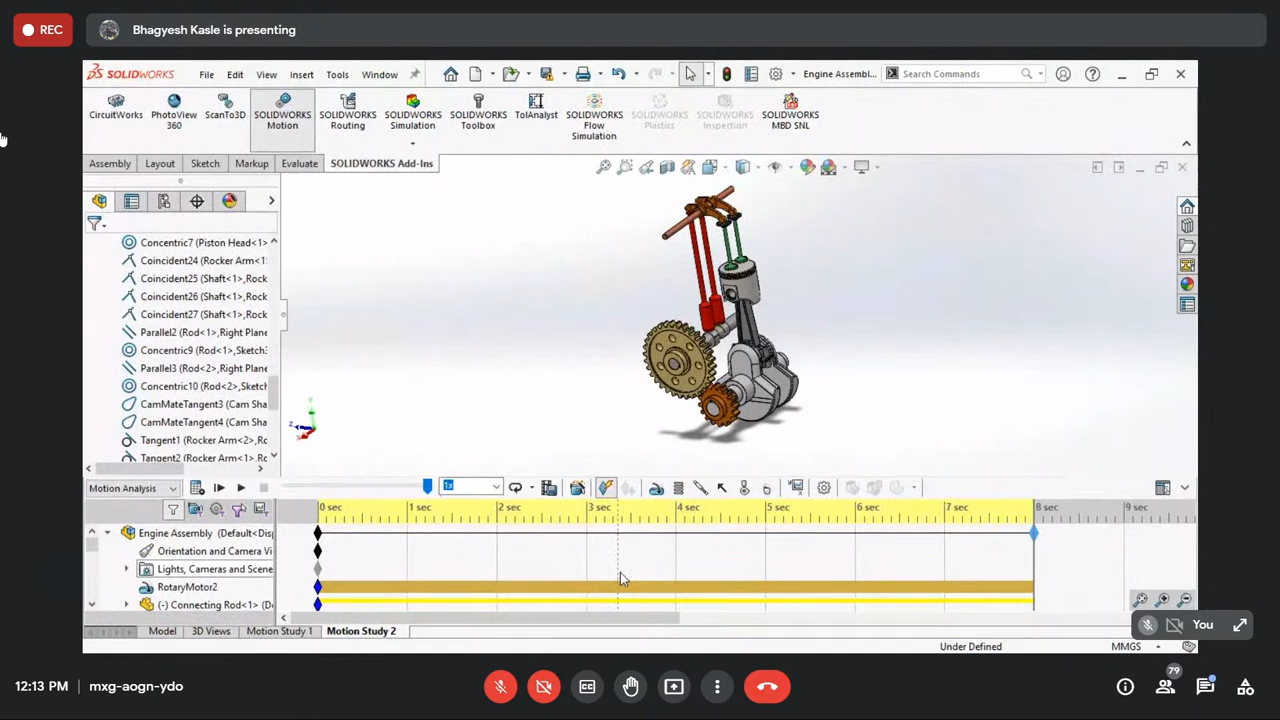 REC
Bhagyesh Kasle is presenting
SOLIDWORKS File Edit View Insert Tools Window Engine Assembl... Search Commands
CircuitWorks
PhotoView 360
ScanTo3D
SOLIDWORKS Motion
SOLIDWORKS Routing
SOLIDWORKS Simulation
SOLIDWORKS Toolbox
TolAnalyst
SOLIDWORKS Flow Simulation
SOLIDWORKS Plastics
SOLIDWORKS Inspection
SOLIDWORKS MBD SNL
Assembly Layout Sketch Markup Evaluate SOLIDWORKS Add-Ins
Concentric7 (Piston Head<1>,
Coincident24 (Rocker Arm<1>
Coincident25 (Shaft<1>,Rock
Coincident26 (Shaft<1>,Rock
Coincident27 (Shaft<1>,Rock
Parallel2 (Rod<1>,Right Plane
Concentric9 (Rod<1>,Sketch3
Parallel3 (Rod<2>,Right Plane
Concentric10 (Rod<2>,Sketch
CamMateTangent3 (Cam Sha
CamMateTangent4 (Cam Sha
Tangent1 (Rocker Arm<2>,Ro
Tangent2 (Rocker Arm<1>,Ro
Y
Z
X
Motion Analysis 1x
0 sec 1 sec 2 sec 3 sec 4 sec 5 sec 6 sec 7 sec 8 sec 9 sec
Engine Assembly (Default<Disp
Orientation and Camera Vi
Lights, Cameras and Scene
RotaryMotor2
(-) Connecting Rod<1> (D
You
Model 3D Views Motion Study 1 Motion Study 2
Under Defined MMGS
12:13 PM mxg-aogn-ydo
79